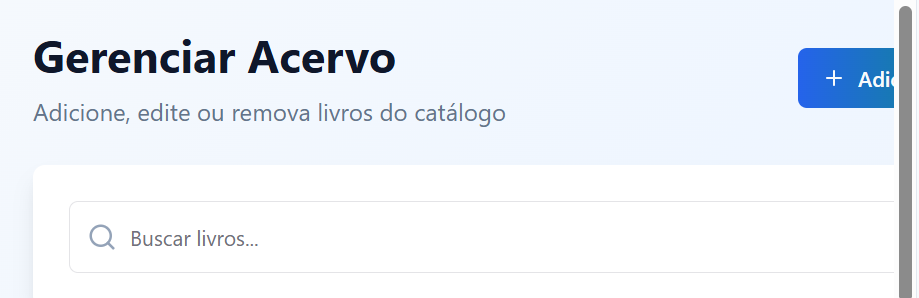 Gerenciar Acervo
Adicione, edite ou remova livros do catálogo
+
Buscar livros...